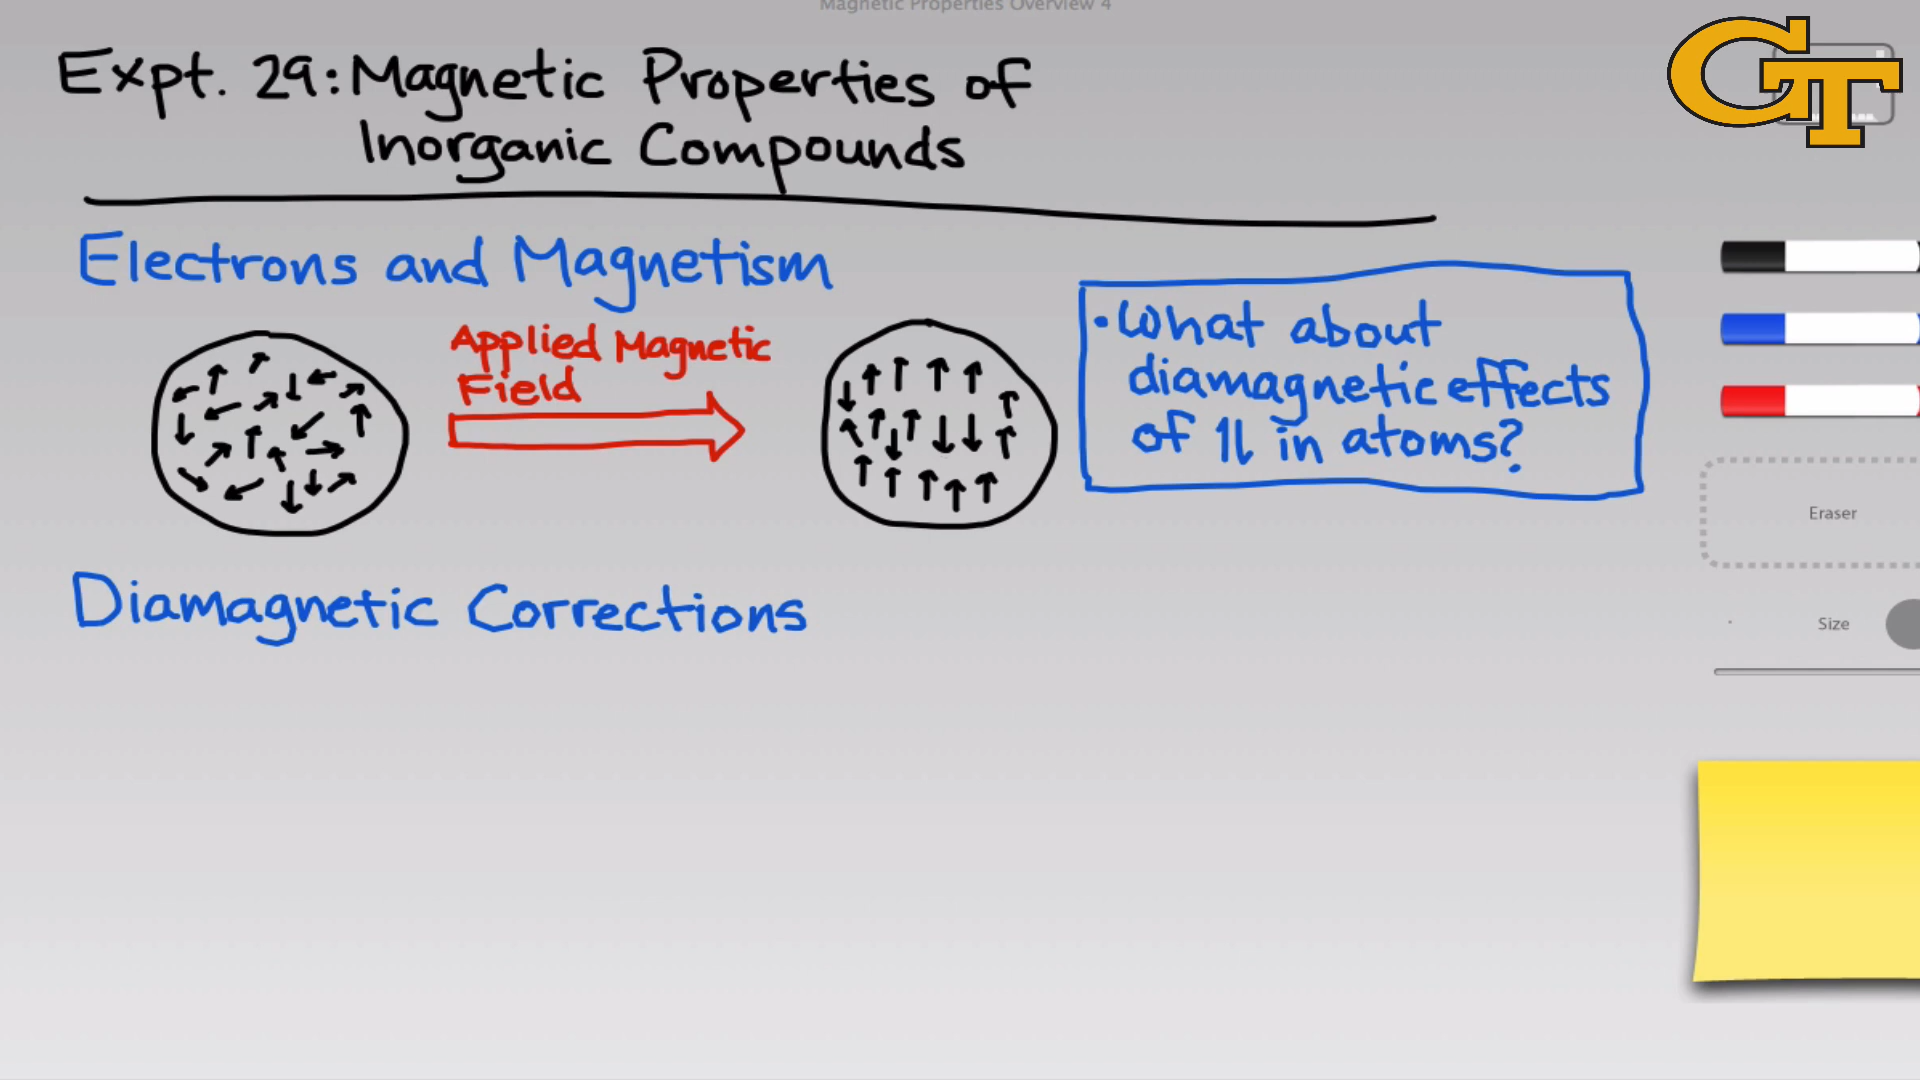 Magnetic Properties Overview 4
GT
Expt. 29: Magnetic Properties of
Inorganic Compounds
Electrons and Magnetism
Applied Magnetic
Field
• What about
diamagnetic effects
of 1l in atoms?
Diamagnetic Corrections
Eraser
Size